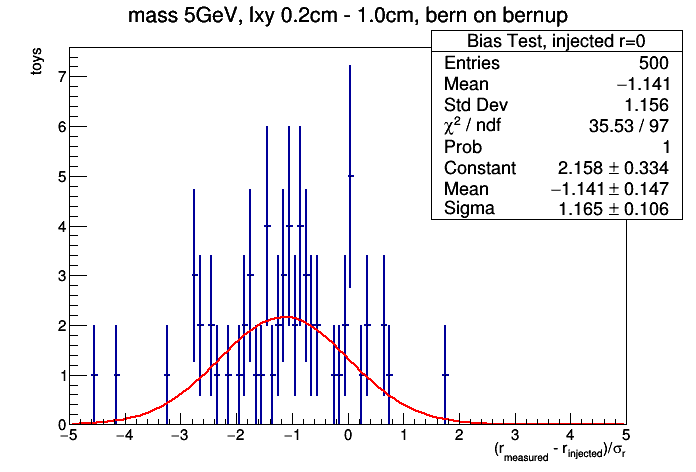 mass 5GeV, lxy 0.2cm - 1.0cm, bern on bernup
Bias Test, injected r=0
Entries 500
Mean −1.141
Std Dev 1.156
χ² / ndf 35.53 / 97
Prob 1
Constant 2.158 ± 0.334
Mean −1.141 ± 0.147
Sigma 1.165 ± 0.106
toys
7
6
5
4
3
2
1
0
−5 −4 −3 −2 −1 0 1 2 3 4 5
(r_measured - r_injected)/σ_r